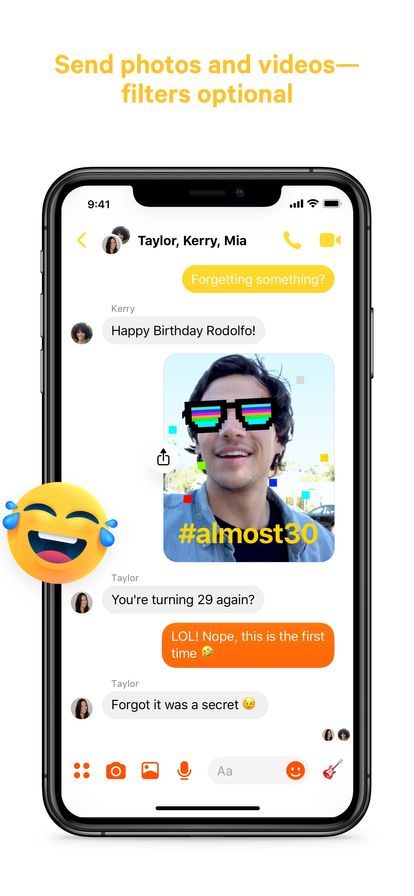 Send photos and videos—
filters optional
9:41
Taylor, Kerry, Mia
Forgetting something?
Kerry
Happy Birthday Rodolfo!
#almost30
Taylor
You're turning 29 again?
LOL! Nope, this is the first
time 🤣
Taylor
Forgot it was a secret 😉
Aa